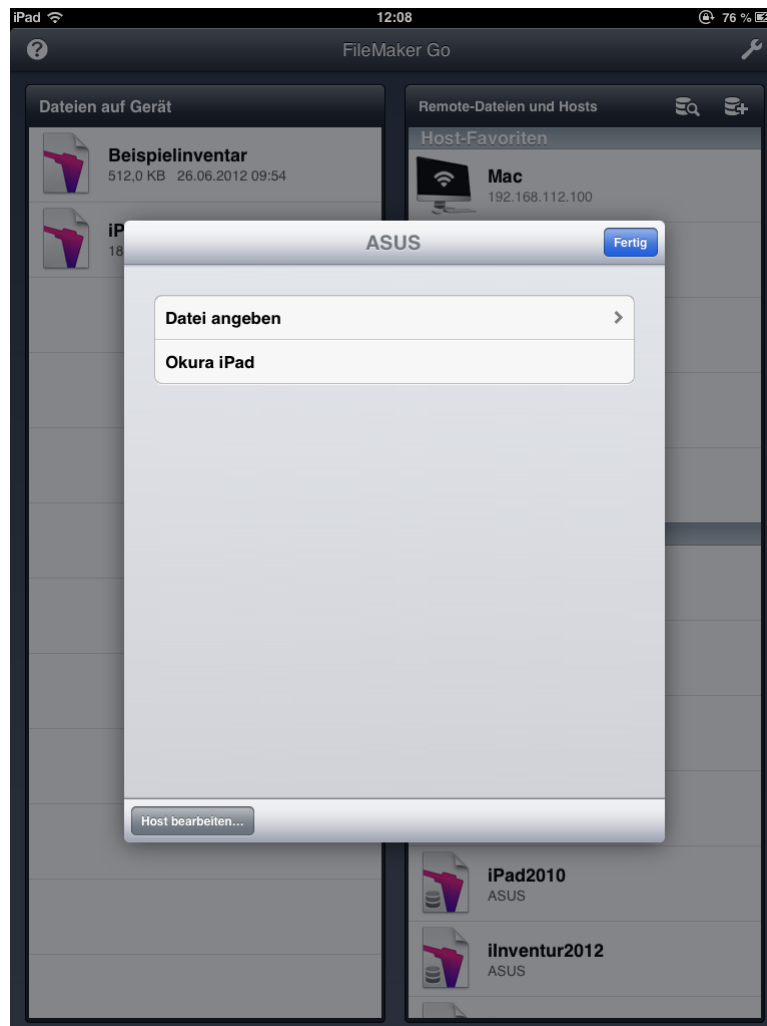 iPad 12:08 76 %
FileMaker Go
Dateien auf Gerät
Remote-Dateien und Hosts
Host-Favoriten
Beispielinventar
512,0 KB 26.06.2012 09:54
Mac
192.168.112.100
iP
18
ASUS
Fertig
Datei angeben
Okura iPad
Host bearbeiten...
iPad2010
ASUS
iInventur2012
ASUS